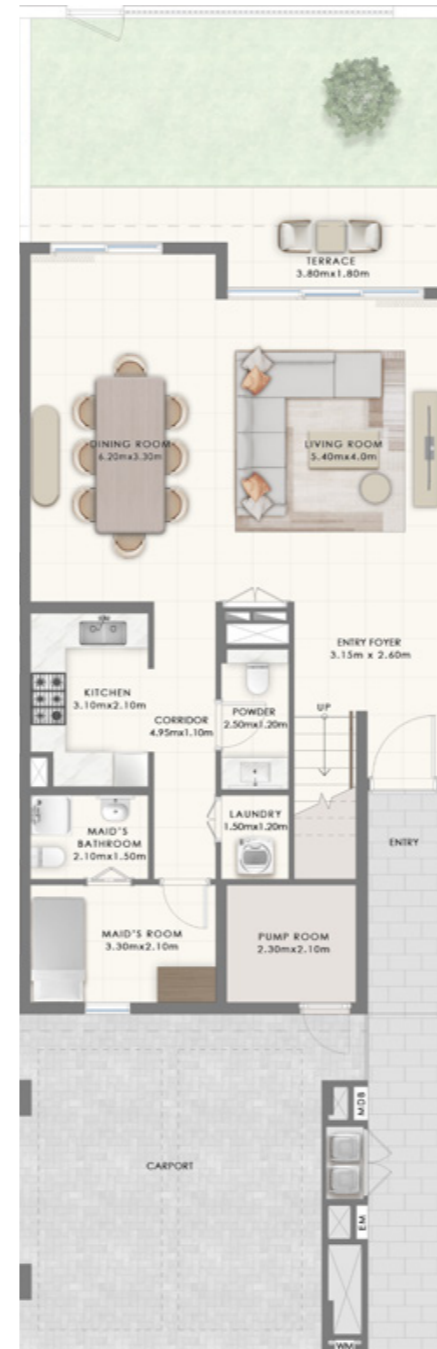 TERRACE
3.80mx1.80m
DINING ROOM
6.20mx3.30m
LIVING ROOM
5.40mx4.0m
ENTRY FOYER
3.15m x 2.60m
KITCHEN
3.10mx2.10m
CORRIDOR
4.95mx1.10m
POWDER
2.50mx1.20m
UP
LAUNDRY
1.50mx1.20m
MAID'S
BATHROOM
2.10mx1.50m
ENTRY
MAID'S ROOM
3.30mx2.10m
PUMP ROOM
2.30mx2.10m
MDB
CARPORT
EM
WM